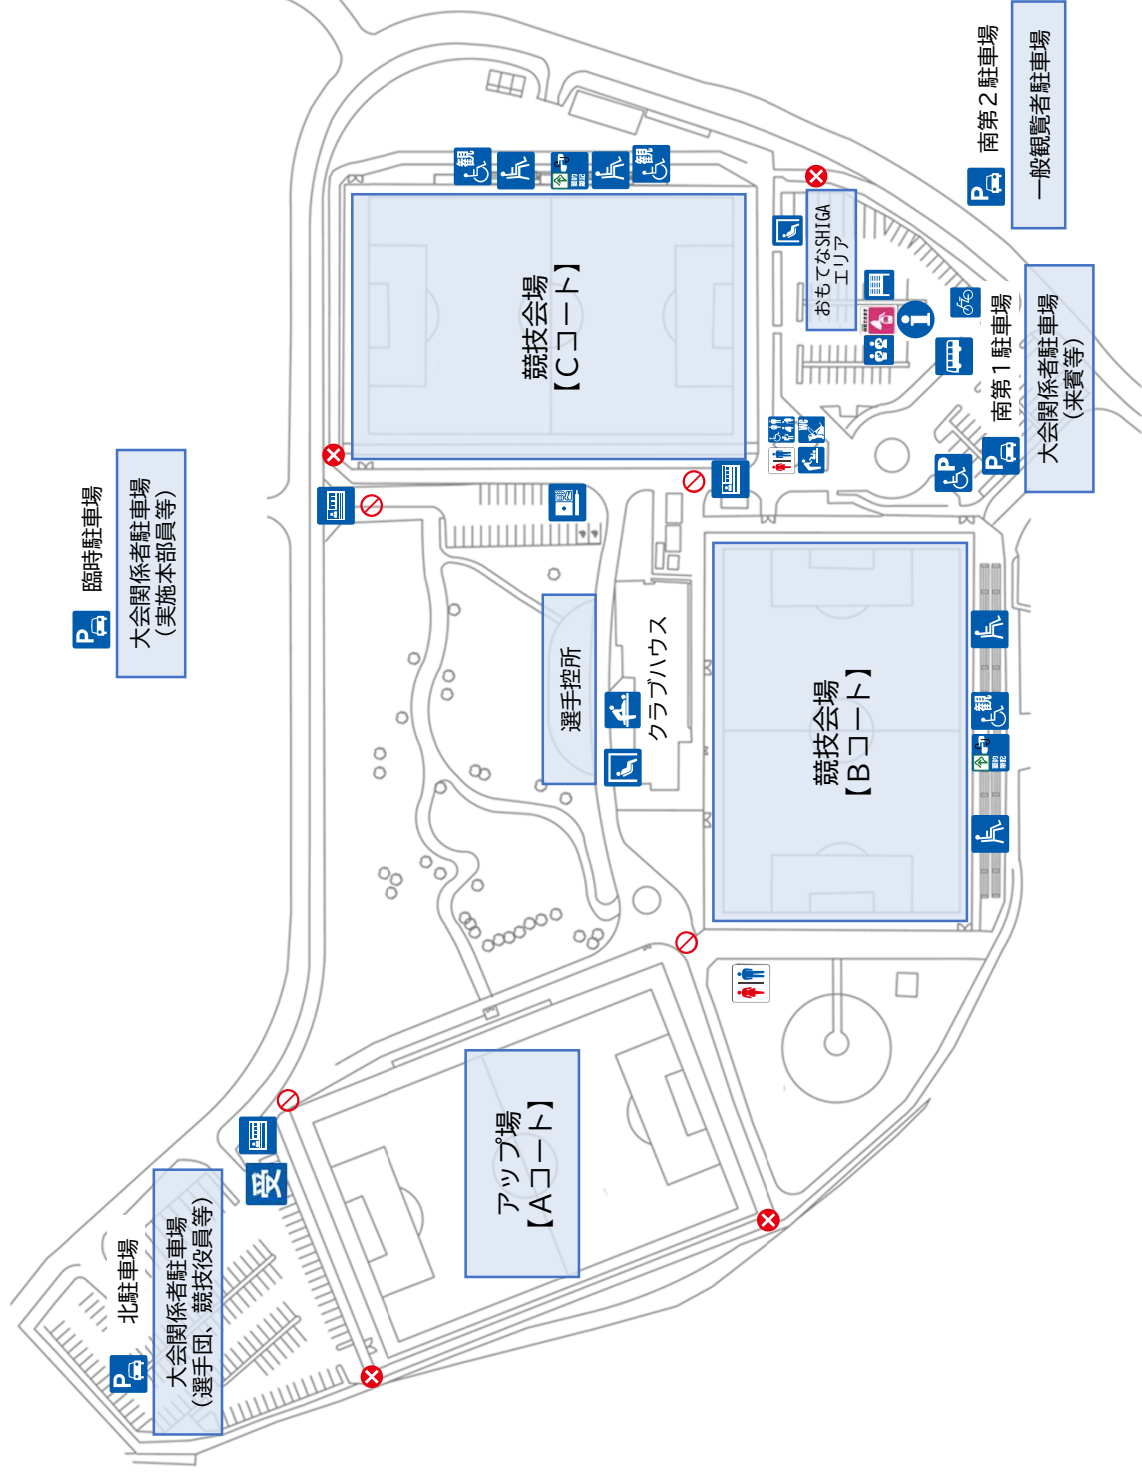 臨時駐車場
大会関係者駐車場
（実施本部員等）
北駐車場
大会関係者駐車場
（選手団、競技役員等）
競技会場
【Cコート】
選手控所
クラブハウス
アップ場
【Aコート】
競技会場
【Bコート】
おもてなSHIGA
エリア
南第２駐車場
一般観覧者駐車場
南第１駐車場
大会関係者駐車場
（来賓等）
受
観
観
観
P
P
P
P
P
WC
i